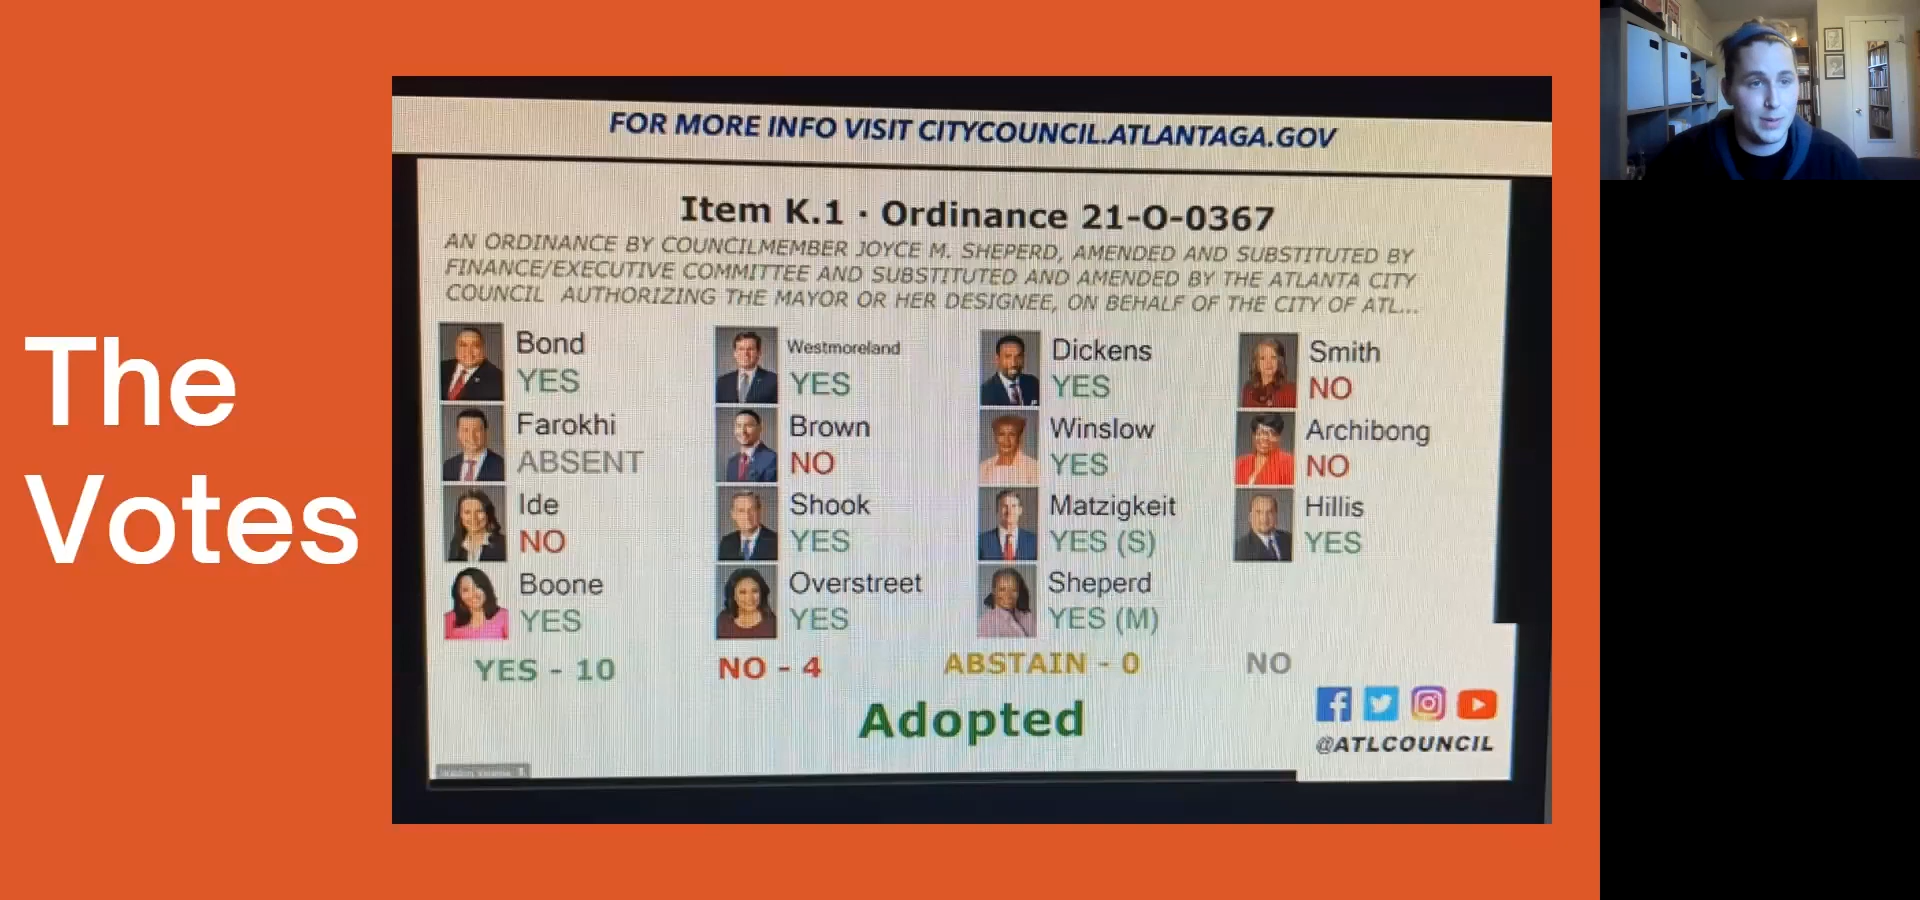 The
Votes
FOR MORE INFO VISIT CITYCOUNCIL.ATLANTAGA.GOV
Item K.1 · Ordinance 21-O-0367
AN ORDINANCE BY COUNCILMEMBER JOYCE M. SHEPERD, AMENDED AND SUBSTITUTED BY
FINANCE/EXECUTIVE COMMITTEE AND SUBSTITUTED AND AMENDED BY THE ATLANTA CITY
COUNCIL AUTHORIZING THE MAYOR OR HER DESIGNEE, ON BEHALF OF THE CITY OF ATL...
Bond
YES
Westmoreland
YES
Dickens
YES
Smith
NO
Farokhi
ABSENT
Brown
NO
Winslow
YES
Archibong
NO
Ide
NO
Shook
YES
Matzigkeit
YES (S)
Hillis
YES
Boone
YES
Overstreet
YES
Sheperd
YES (M)
YES - 10
NO - 4
ABSTAIN - 0
NO
Adopted
@ATLCOUNCIL